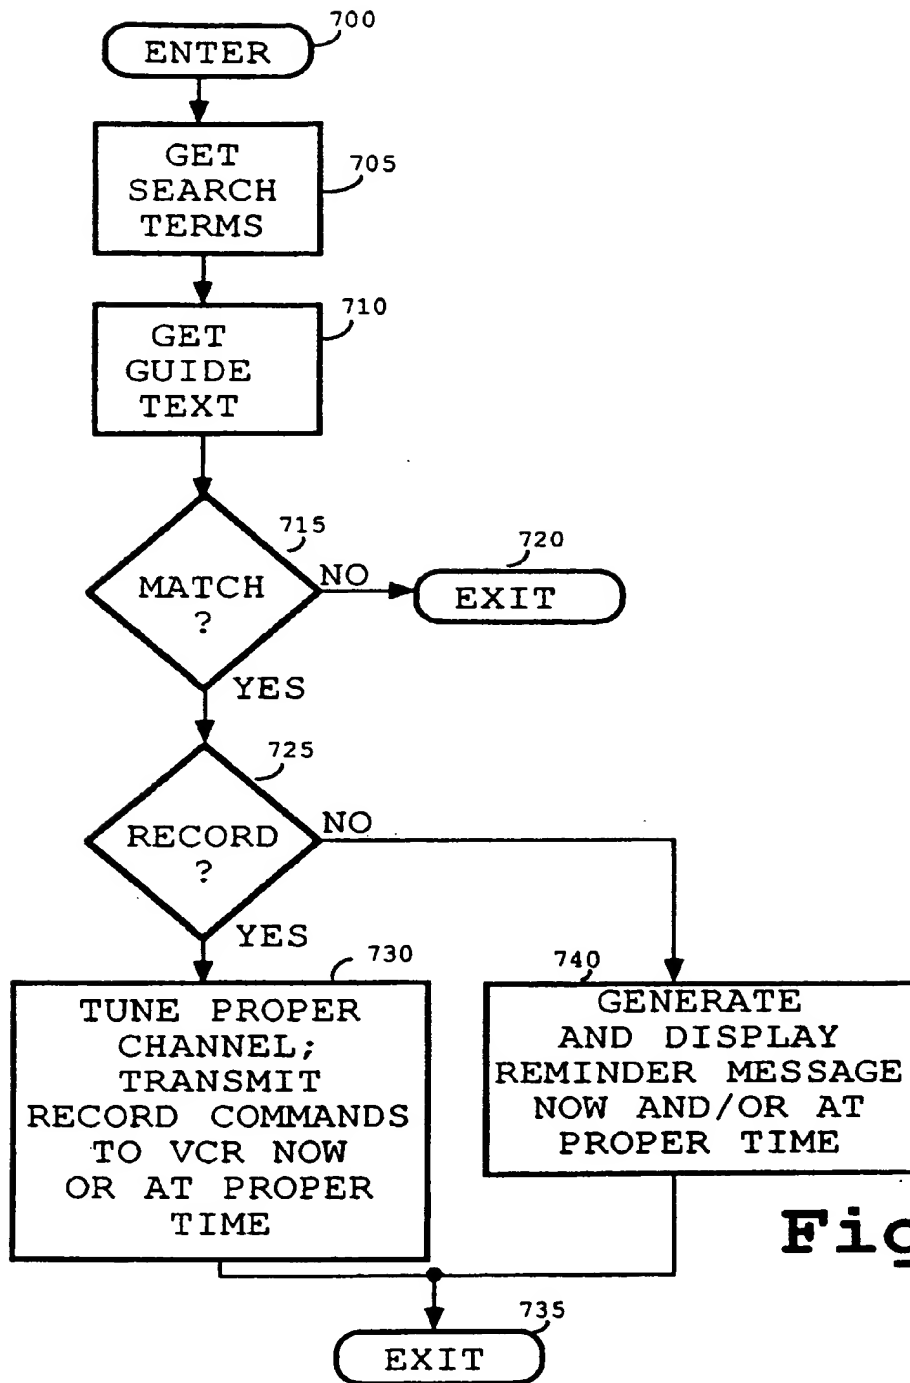 700
ENTER
GET
SEARCH
TERMS
705
710
GET
GUIDE
TEXT
715
MATCH
?
NO
720
EXIT
YES
725
RECORD
?
NO
YES
730
TUNE PROPER
CHANNEL;
TRANSMIT
RECORD COMMANDS
TO VCR NOW
OR AT PROPER
TIME
740
GENERATE
AND DISPLAY
REMINDER MESSAGE
NOW AND/OR AT
PROPER TIME
Fig
735
EXIT